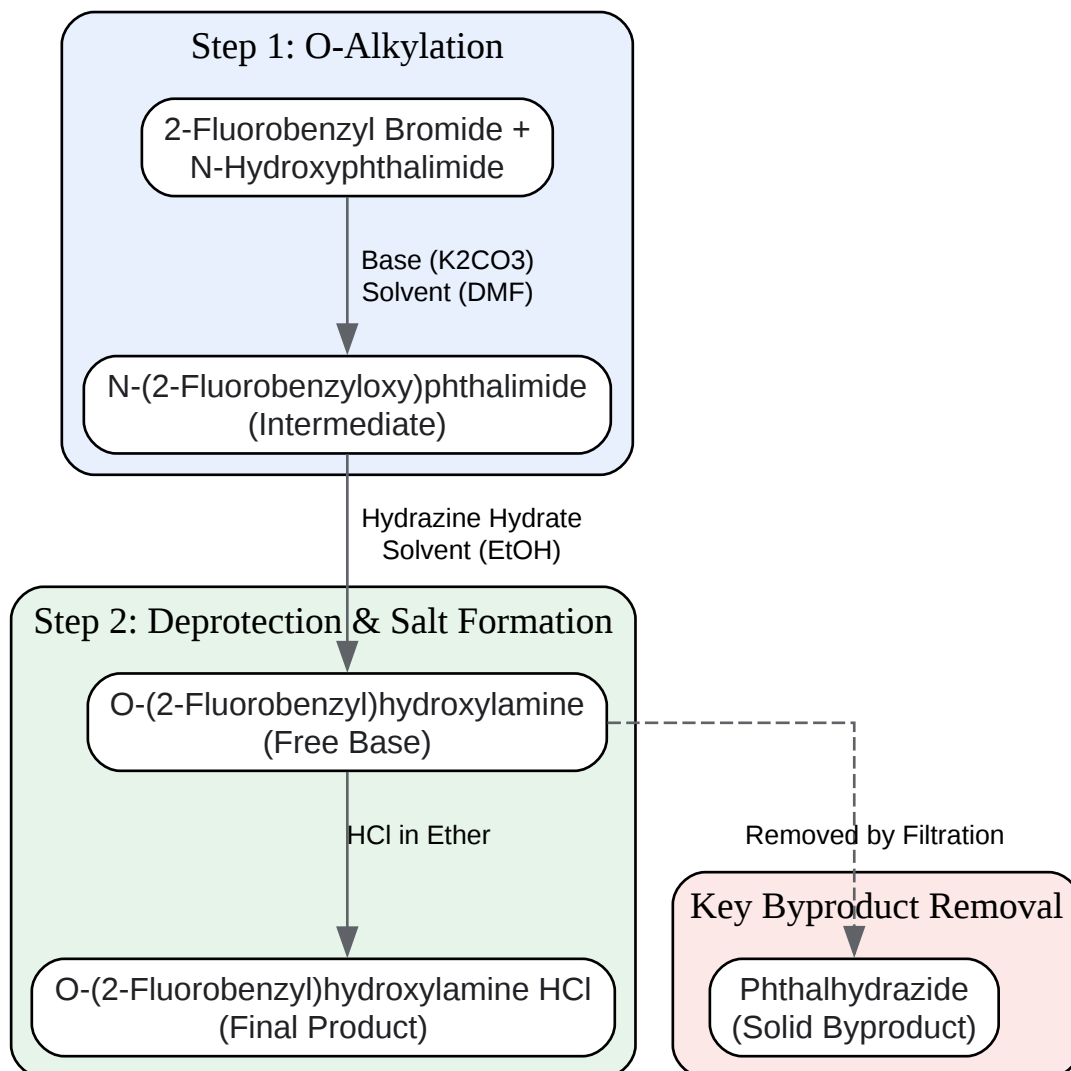 Step 1: O-Alkylation
2-Fluorobenzyl Bromide +
N-Hydroxyphthalimide
Base (K2CO3)
Solvent (DMF)
N-(2-Fluorobenzyloxy)phthalimide
(Intermediate)
Hydrazine Hydrate
Solvent (EtOH)
Step 2: Deprotection & Salt Formation
O-(2-Fluorobenzyl)hydroxylamine
(Free Base)
HCl in Ether
Removed by Filtration
Key Byproduct Removal
O-(2-Fluorobenzyl)hydroxylamine HCl
(Final Product)
Phthalhydrazide
(Solid Byproduct)